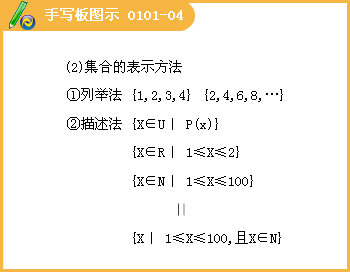 手写板图示 0101-04
(2)集合的表示方法
①列举法 {1,2,3,4} {2,4,6,8,…}
②描述法 {X∈U| P(x)}
{X∈R| 1≤X≤2}
{X∈N| 1≤X≤100}
||
{X| 1≤X≤100,且X∈N}